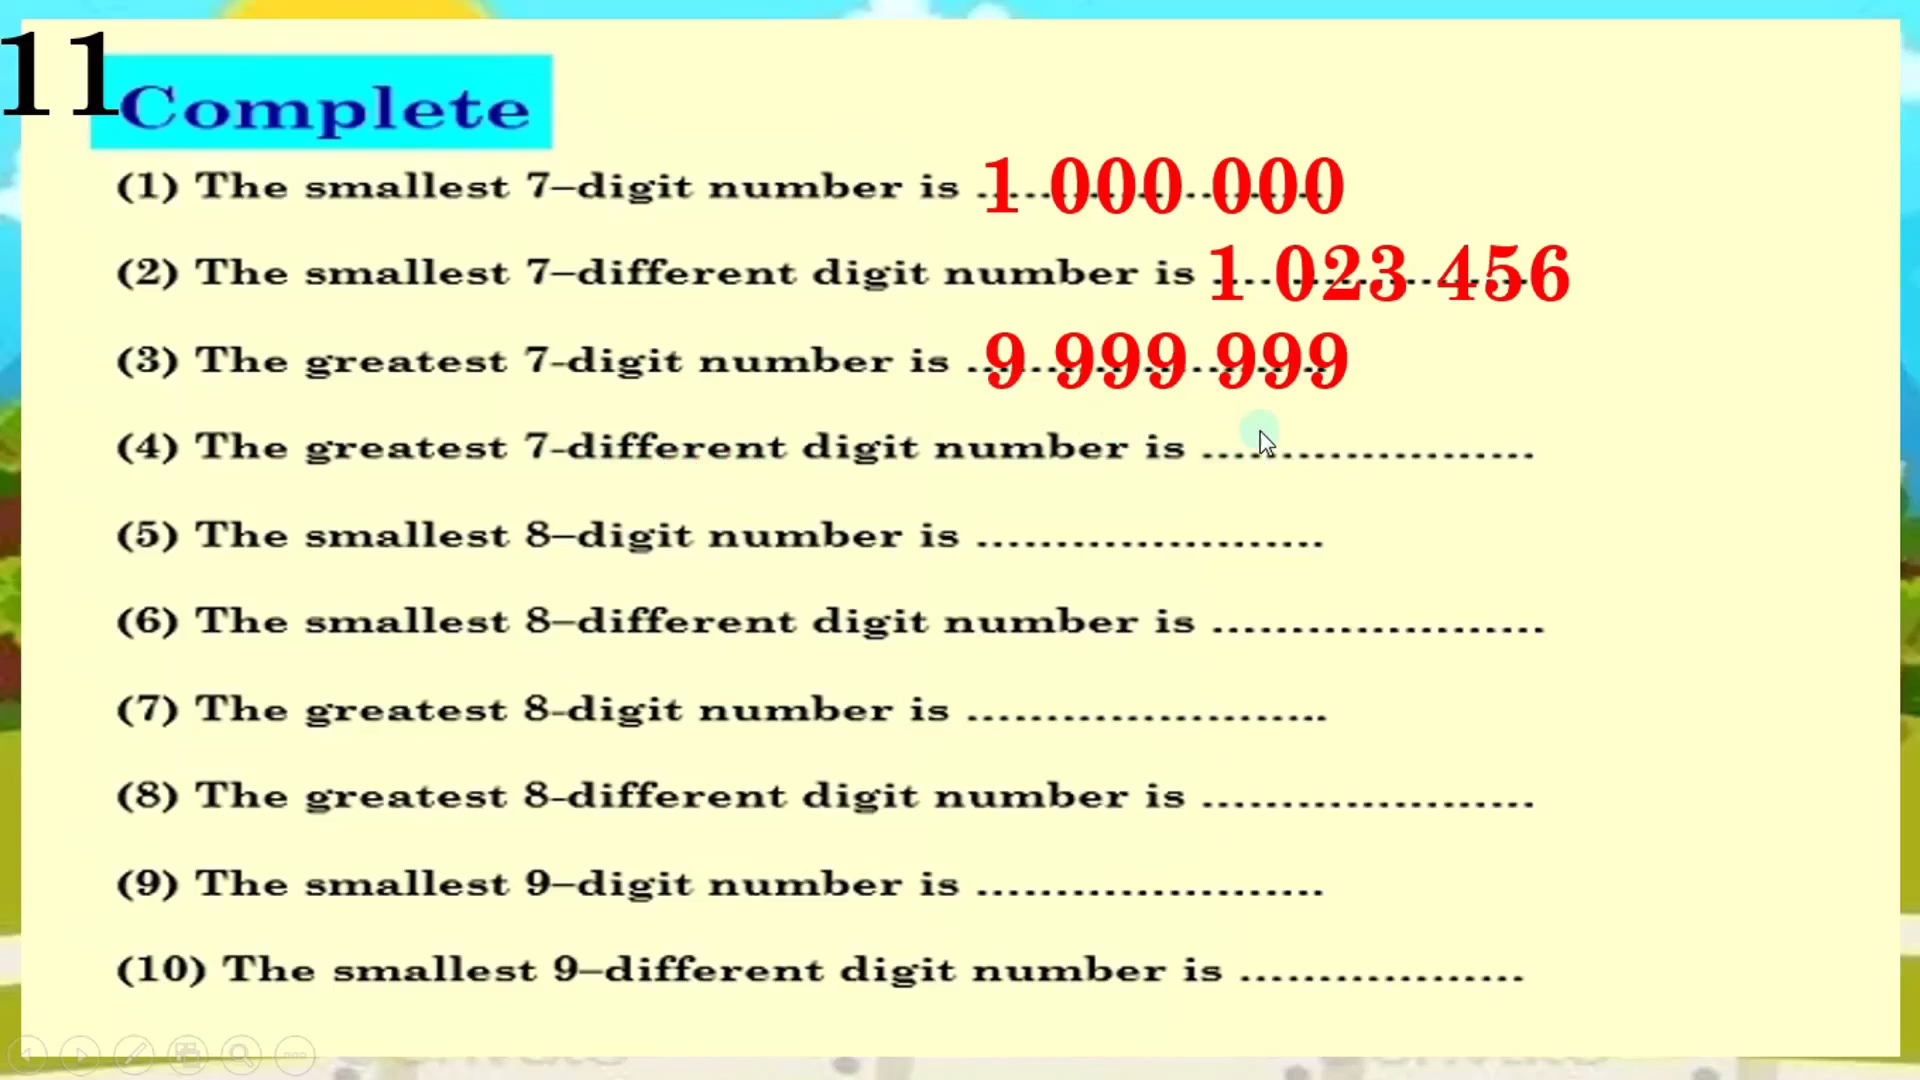 11
Complete
(1) The smallest 7–digit number is 1 000 000
(2) The smallest 7–different digit number is 1 023 456
(3) The greatest 7-digit number is 9 999 999
(4) The greatest 7-different digit number is .....................
(5) The smallest 8–digit number is ......................
(6) The smallest 8–different digit number is .....................
(7) The greatest 8-digit number is .......................
(8) The greatest 8-different digit number is .....................
(9) The smallest 9–digit number is ......................
(10) The smallest 9–different digit number is ..................